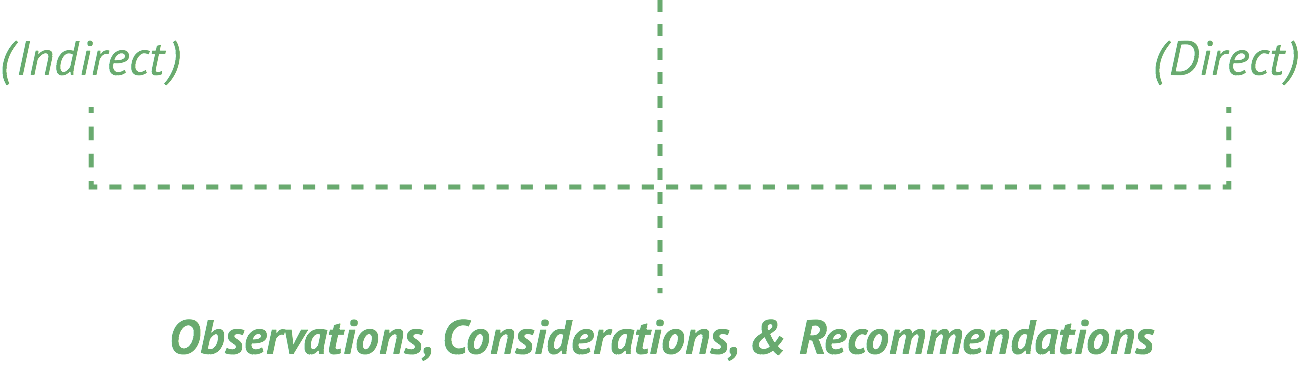 (Indirect)
(Direct)
Observations, Considerations, & Recommendations